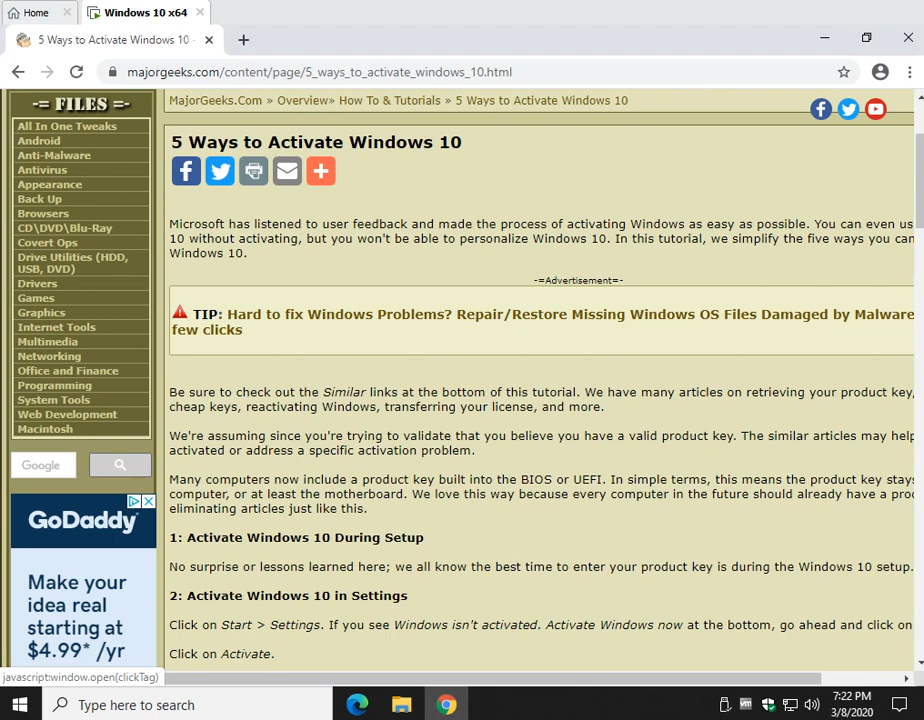 Home
Windows 10 x64
5 Ways to Activate Windows 10 -
majorgeeks.com/content/page/5_ways_to_activate_windows_10.html
-= FILES =-
All In One Tweaks
Android
Anti-Malware
Antivirus
Appearance
Back Up
Browsers
CD\DVD\Blu-Ray
Covert Ops
Drive Utilities (HDD,
USB, DVD)
Drivers
Games
Graphics
Internet Tools
Multimedia
Networking
Office and Finance
Programming
System Tools
Web Development
Macintosh
Google
GoDaddy
Make your
idea real
starting at
$4.99* /yr
MajorGeeks.Com » Overview» How To & Tutorials » 5 Ways to Activate Windows 10
5 Ways to Activate Windows 10
Microsoft has listened to user feedback and made the process of activating Windows as easy as possible. You can even us
10 without activating, but you won't be able to personalize Windows 10. In this tutorial, we simplify the five ways you can
Windows 10.
-=Advertisement=-
TIP: Hard to fix Windows Problems? Repair/Restore Missing Windows OS Files Damaged by Malware
few clicks
Be sure to check out the Similar links at the bottom of this tutorial. We have many articles on retrieving your product key,
cheap keys, reactivating Windows, transferring your license, and more.
We're assuming since you're trying to validate that you believe you have a valid product key. The similar articles may help
activated or address a specific activation problem.
Many computers now include a product key built into the BIOS or UEFI. In simple terms, this means the product key stays
computer, or at least the motherboard. We love this way because every computer in the future should already have a proc
eliminating articles just like this.
1: Activate Windows 10 During Setup
No surprise or lessons learned here; we all know the best time to enter your product key is during the Windows 10 setup.
2: Activate Windows 10 in Settings
Click on Start > Settings. If you see Windows isn't activated. Activate Windows now at the bottom, go ahead and click on
Click on Activate.
javascript:window.open(clickTag)
Type here to search
vm
7:22 PM
3/8/2020